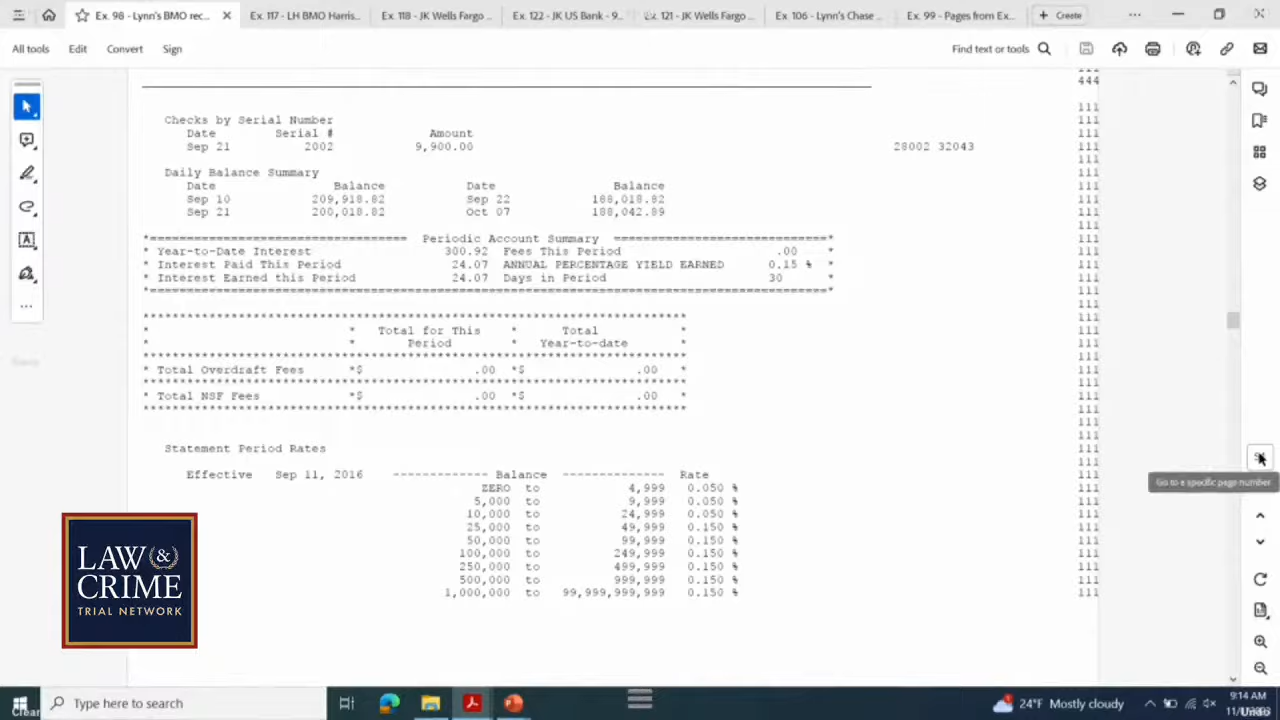 Ex. 98 - Lynn's BMO rec... Ex. 117 - LH BMO Harris... Ex. 118 - JK Wells Fargo ... Ex. 122 - JK US Bank - 9... Ex. 121 - JK Wells Fargo ... Ex. 106 - Lynn's Chase ... Ex. 99 - Pages from Ex... + Create
All tools Edit Convert Sign Find text or tools
444
Checks by Serial Number
Date Serial # Amount
Sep 21 2002 9,900.00 28002 32043
Daily Balance Summary
Date Balance Date Balance
Sep 10 209,918.82 Sep 22 188,018.82
Sep 21 200,018.82 Oct 07 188,042.89
*================================ Periodic Account Summary =============================*
* Year-to-Date Interest 300.92 Fees This Period .00 *
* Interest Paid This Period 24.07 ANNUAL PERCENTAGE YIELD EARNED 0.15 % *
* Interest Earned this Period 24.07 Days in Period 30 *
* * Total for This * Total *
* * Period * Year-to-date *
* Total Overdraft Fees *$ .00 *$ .00 *
* Total NSF Fees *$ .00 *$ .00 *
Statement Period Rates
Effective Sep 11, 2016 -------------- Balance -------------- Rate
ZERO to 4,999 0.050 %
5,000 to 9,999 0.050 %
10,000 to 24,999 0.050 %
25,000 to 49,999 0.150 %
50,000 to 99,999 0.150 %
100,000 to 249,999 0.150 %
250,000 to 499,999 0.150 %
500,000 to 999,999 0.150 %
1,000,000 to 99,999,999,999 0.150 %
Go to a specific page number
LAW &
CRIME
TRIAL NETWORK
Type here to search
24°F Mostly cloudy
9:14 AM